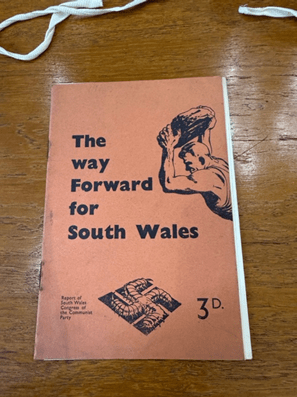 The
way
Forward
for
South Wales
Report of
South Wales
Congress of
the Communist
Party
3D.